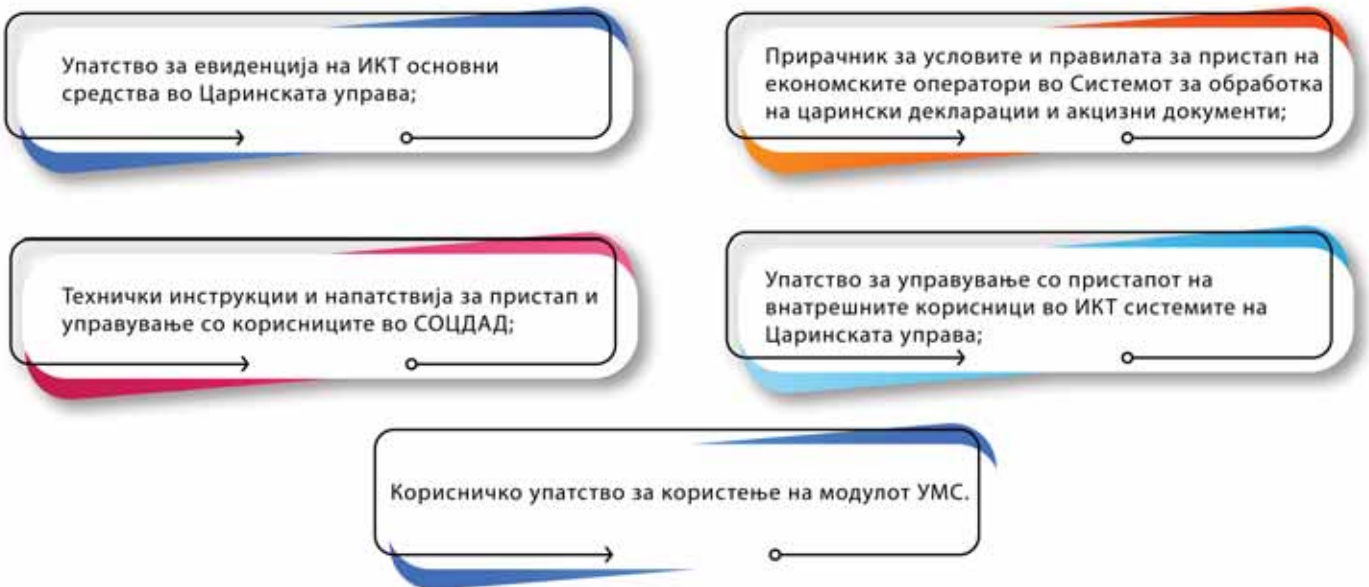 Упатство за евиденција на ИКТ основни
средства во Царинската управа;
Прирачник за условите и правилата за пристап на
економските оператори во Системот за обработка
на царински декларации и акцизни документи;
Технички инструкции и напатствија за пристап и
управување со корисниците во СОЦДАД;
Упатство за управување со пристапот на
внатрешните корисници во ИКТ системите на
Царинската управа;
Корисничко упатство за користење на модулот УМС.